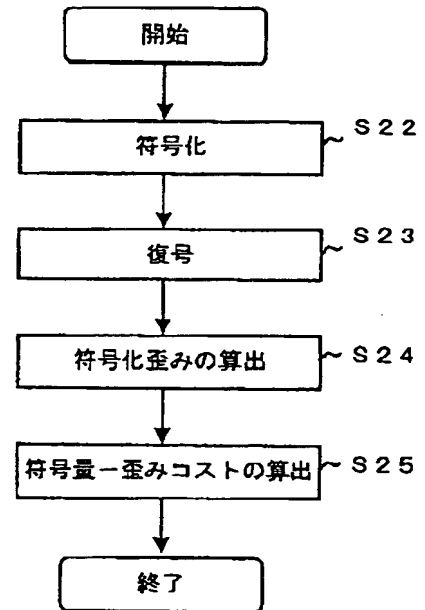 開始
符号化
S22
復号
S23
符号化歪みの算出
S24
符号量-歪みコストの算出
S25
終了